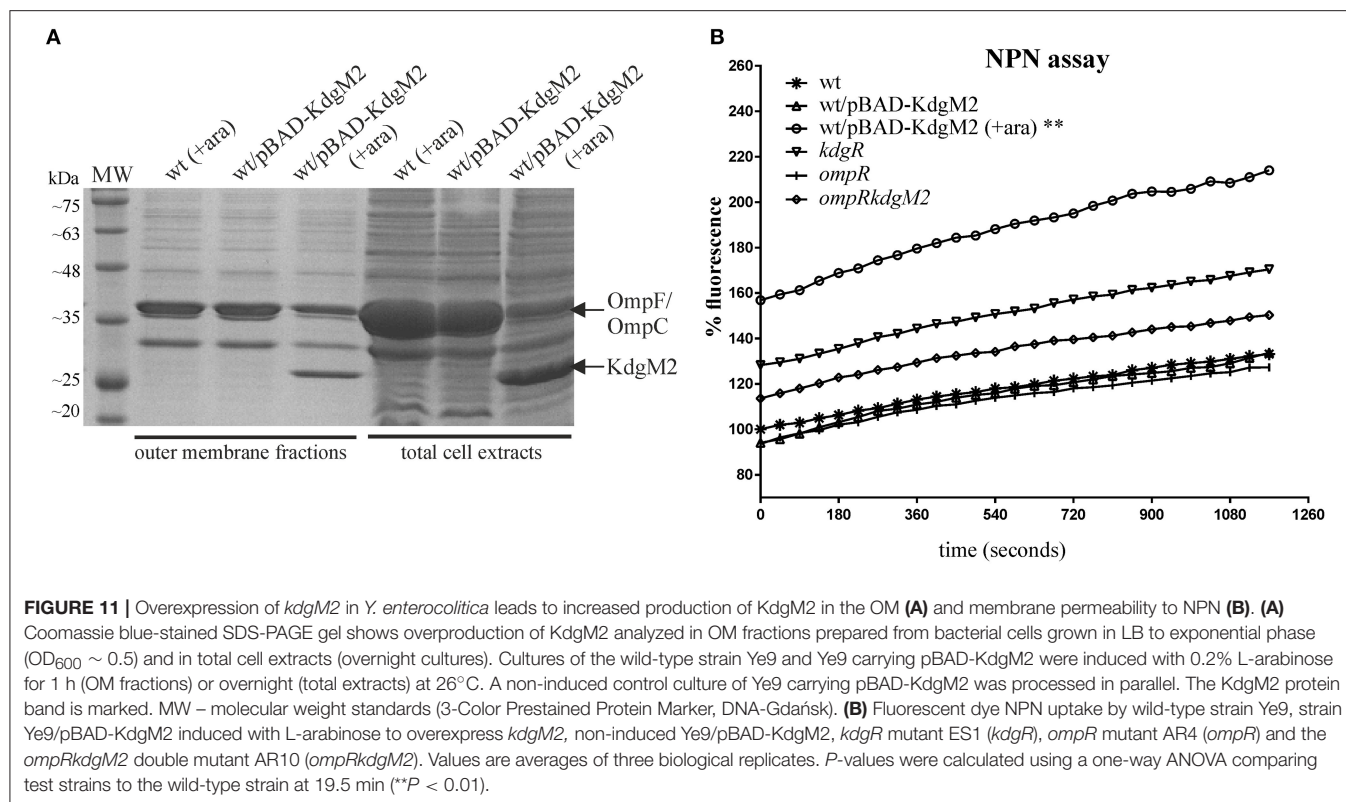 A
wt (+ara)
wt/pBAD-KdgM2
wt/pBAD-KdgM2
(+ara)
wt (+ara)
wt/pBAD-KdgM2
wt/pBAD-KdgM2
(+ara)
kDa
MW
~75
~63
~48
~35
~25
~20
OmpF/
OmpC
KdgM2
outer membrane fractions
total cell extracts
B
NPN assay
wt
wt/pBAD-KdgM2
wt/pBAD-KdgM2 (+ara) **
kdgR
ompR
ompRkdgM2
% fluorescence
260
240
220
200
180
160
140
120
100
80
0
180
360
540
720
900
1080
1260
time (seconds)
FIGURE 11 | Overexpression of kdgM2 in Y. enterocolitica leads to increased production of KdgM2 in the OM (A) and membrane permeability to NPN (B). (A)
Coomassie blue-stained SDS-PAGE gel shows overproduction of KdgM2 analyzed in OM fractions prepared from bacterial cells grown in LB to exponential phase
(OD600 ~ 0.5) and in total cell extracts (overnight cultures). Cultures of the wild-type strain Ye9 and Ye9 carrying pBAD-KdgM2 were induced with 0.2% L-arabinose
for 1 h (OM fractions) or overnight (total extracts) at 26°C. A non-induced control culture of Ye9 carrying pBAD-KdgM2 was processed in parallel. The KdgM2 protein
band is marked. MW – molecular weight standards (3-Color Prestained Protein Marker, DNA-Gdańsk). (B) Fluorescent dye NPN uptake by wild-type strain Ye9, strain
Ye9/pBAD-KdgM2 induced with L-arabinose to overexpress kdgM2, non-induced Ye9/pBAD-KdgM2, kdgR mutant ES1 (kdgR), ompR mutant AR4 (ompR) and the
ompRkdgM2 double mutant AR10 (ompRkdgM2). Values are averages of three biological replicates. P-values were calculated using a one-way ANOVA comparing
test strains to the wild-type strain at 19.5 min (**P < 0.01).